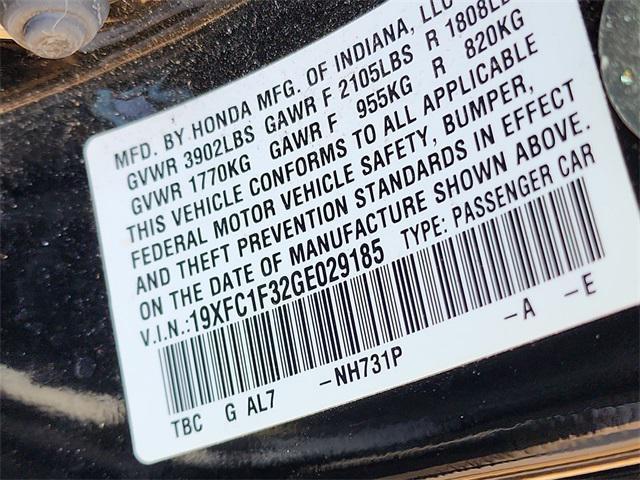 MFD. BY HONDA MFG. OF INDIANA, LLC
GVWR 3902LBS GAWR F 2105LBS R 1808LB
GVWR 1770KG GAWR F 955KG R 820KG
THIS VEHICLE CONFORMS TO ALL APPLICABLE
FEDERAL MOTOR VEHICLE SAFETY, BUMPER,
AND THEFT PREVENTION STANDARDS IN EFFECT
ON THE DATE OF MANUFACTURE SHOWN ABOVE.
V.I.N.:19XFC1F32GE029185 TYPE: PASSENGER CAR
TBC G AL7 -NH731P -A -E